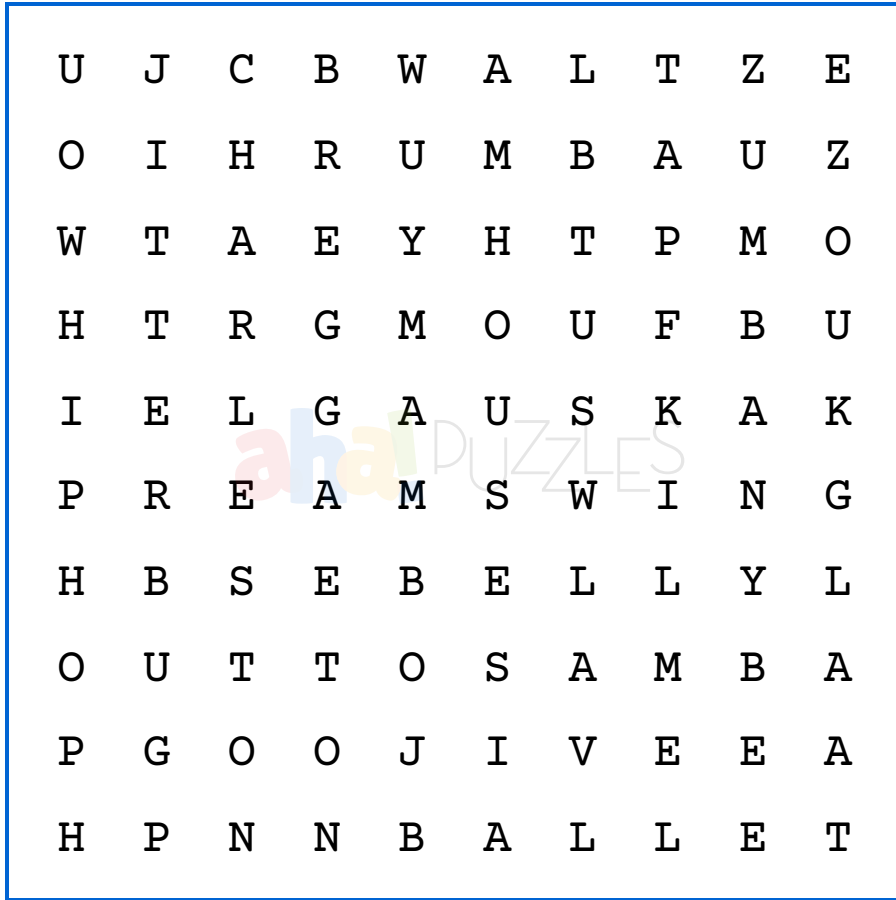 U J C B W A L T Z E
O I H R U M B A U Z
W T A E Y H T P M O
H T R G M O U F B U
I E L G A U S K A K
P R E A M S W I N G
H B S E B E L L Y L
O U T T O S A M B A
P G O O J I V E E A
H P N N B A L L E T
aha! PUZZLES